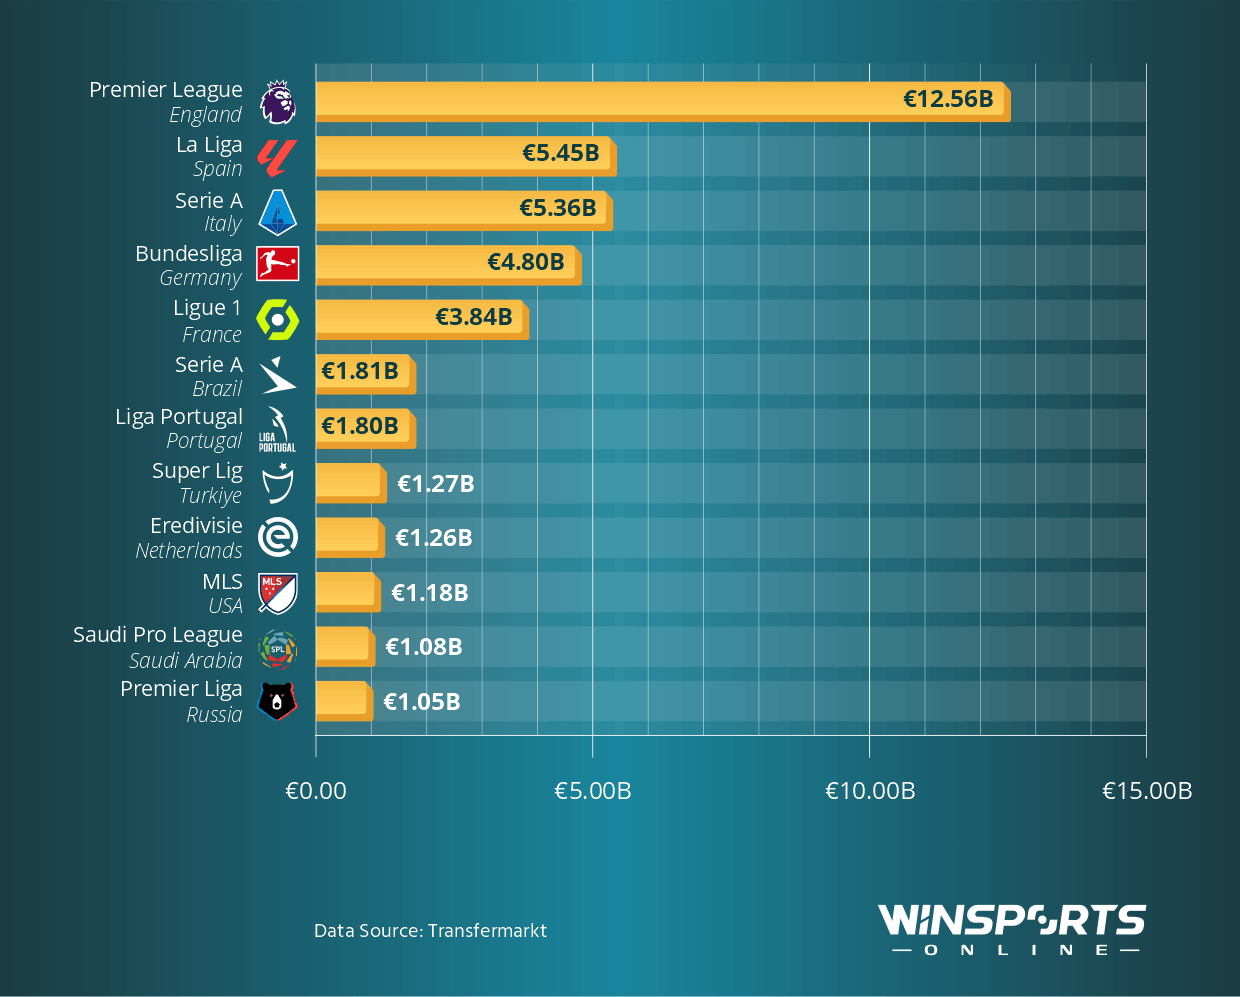 Premier League
England
€12.56B
La Liga
Spain
€5.45B
Serie A
Italy
€5.36B
Bundesliga
Germany
€4.80B
Ligue 1
France
€3.84B
Serie A
Brazil
€1.81B
Liga Portugal
Portugal
LIGA
PORTUGAL
€1.80B
Super Lig
Turkiye
€1.27B
Eredivisie
Netherlands
€1.26B
MLS
USA
MLS
€1.18B
Saudi Pro League
Saudi Arabia
SPL
€1.08B
Premier Liga
Russia
€1.05B
€0.00 €5.00B €10.00B €15.00B
Data Source: Transfermarkt
WINSPORTS
ONLINE